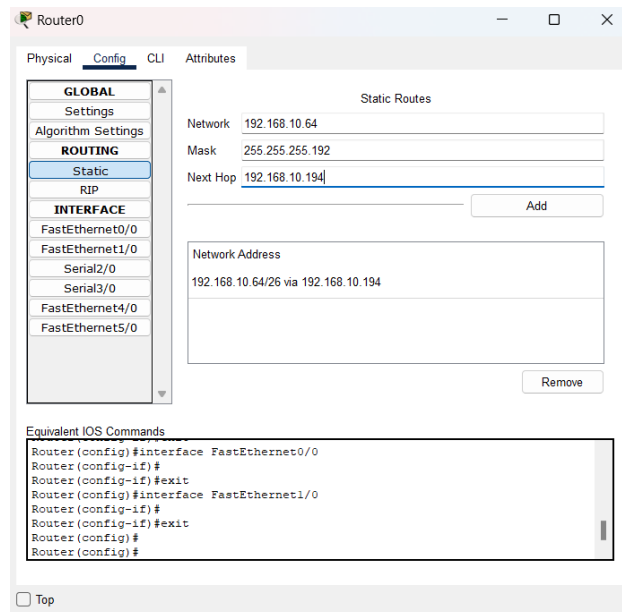 Router0
Physical Config CLI Attributes
GLOBAL
Settings
Algorithm Settings
ROUTING
Static
RIP
INTERFACE
FastEthernet0/0
FastEthernet1/0
Serial2/0
Serial3/0
FastEthernet4/0
FastEthernet5/0
Static Routes
Network 192.168.10.64
Mask 255.255.255.192
Next Hop 192.168.10.194
Add
Network Address
192.168.10.64/26 via 192.168.10.194
Remove
Equivalent IOS Commands
Router(config)#interface FastEthernet0/0
Router(config-if)#
Router(config-if)#exit
Router(config)#interface FastEthernet1/0
Router(config-if)#
Router(config-if)#exit
Router(config)#
Router(config)#
Top